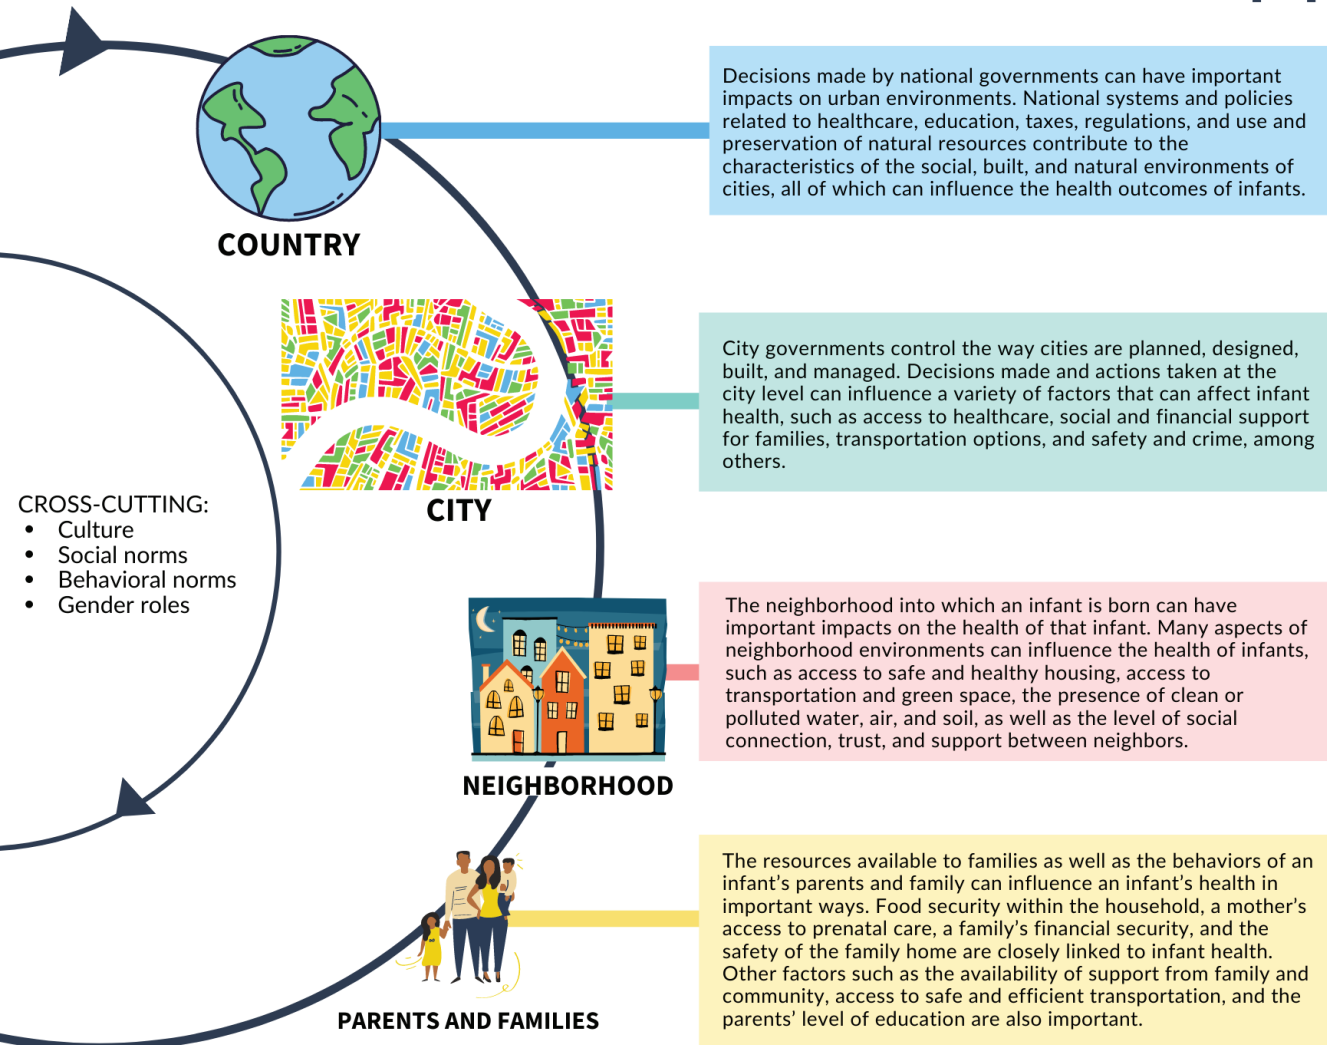 Decisions made by national governments can have important
impacts on urban environments. National systems and policies
related to healthcare, education, taxes, regulations, and use and
preservation of natural resources contribute to the
characteristics of the social, built, and natural environments of
cities, all of which can influence the health outcomes of infants.
COUNTRY
City governments control the way cities are planned, designed,
built, and managed. Decisions made and actions taken at the
city level can influence a variety of factors that can affect infant
health, such as access to healthcare, social and financial support
for families, transportation options, and safety and crime, among
others.
CITY
CROSS-CUTTING:
• Culture
• Social norms
• Behavioral norms
• Gender roles
The neighborhood into which an infant is born can have
important impacts on the health of that infant. Many aspects of
neighborhood environments can influence the health of infants,
such as access to safe and healthy housing, access to
transportation and green space, the presence of clean or
polluted water, air, and soil, as well as the level of social
connection, trust, and support between neighbors.
NEIGHBORHOOD
The resources available to families as well as the behaviors of an
infant's parents and family can influence an infant's health in
important ways. Food security within the household, a mother's
access to prenatal care, a family's financial security, and the
safety of the family home are closely linked to infant health.
Other factors such as the availability of support from family and
community, access to safe and efficient transportation, and the
parents' level of education are also important.
PARENTS AND FAMILIES